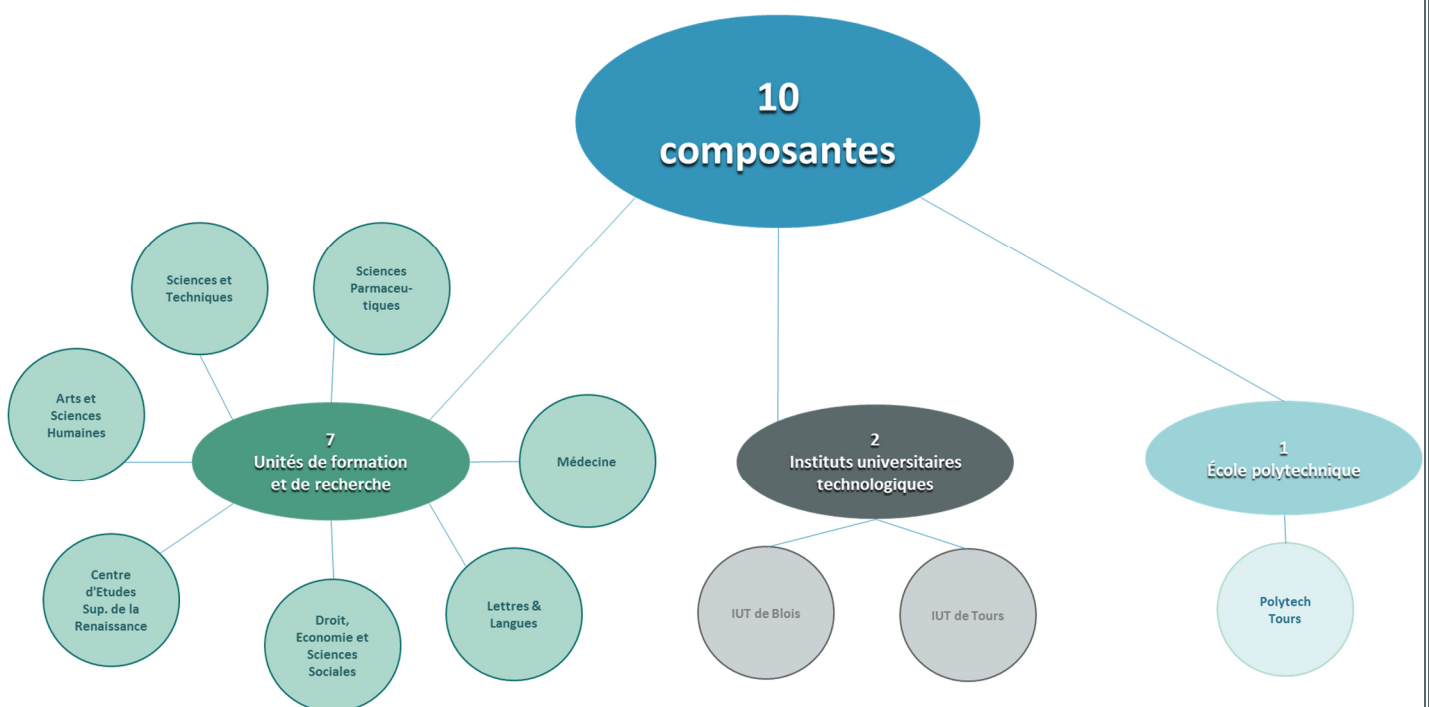 10
composantes
Sciences et
Techniques
Sciences
Parmaceu-
tiques
Arts et
Sciences
Humaines
7
Unités de formation
et de recherche
Médecine
2
Instituts universitaires
technologiques
1
École polytechnique
Centre
d'Etudes
Sup. de la
Renaissance
Droit,
Economie et
Sciences
Sociales
Lettres &
Langues
IUT de Blois
IUT de Tours
Polytech
Tours